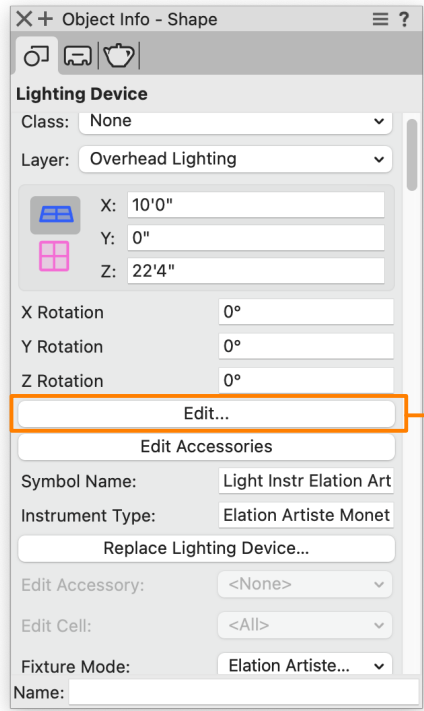 Object Info - Shape ?
Lighting Device
Class: None
Layer: Overhead Lighting
X: 10'0"
Y: 0"
Z: 22'4"
X Rotation 0°
Y Rotation 0°
Z Rotation 0°
Edit...
Edit Accessories
Symbol Name: Light Instr Elation Art
Instrument Type: Elation Artiste Monet
Replace Lighting Device...
Edit Accessory: <None>
Edit Cell: <All>
Fixture Mode: Elation Artiste...
Name: